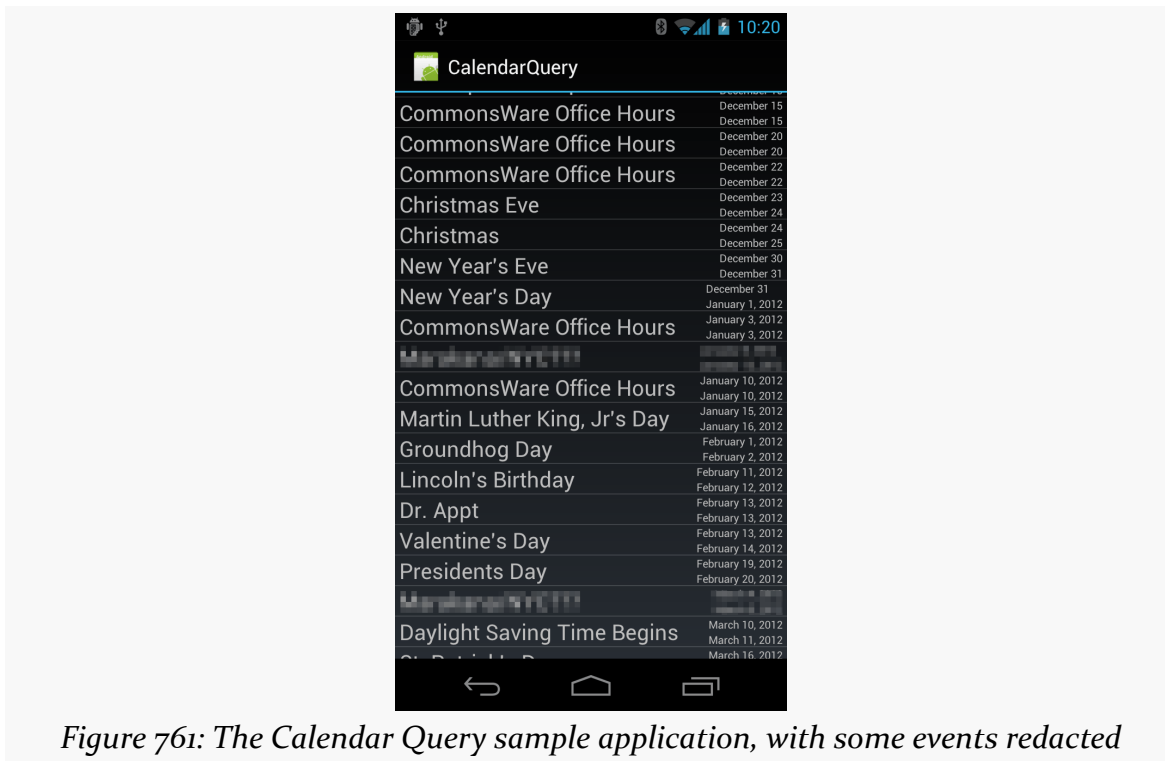 10:20
CalendarQuery
CommonsWare Office Hours
December 15
December 15
CommonsWare Office Hours
December 20
December 20
CommonsWare Office Hours
December 22
December 22
Christmas Eve
December 23
December 24
Christmas
December 24
December 25
New Year's Eve
December 30
December 31
New Year's Day
December 31
January 1, 2012
CommonsWare Office Hours
January 3, 2012
January 3, 2012
CommonsWare Office Hours
January 10, 2012
January 10, 2012
Martin Luther King, Jr's Day
January 15, 2012
January 16, 2012
Groundhog Day
February 1, 2012
February 2, 2012
Lincoln's Birthday
February 11, 2012
February 12, 2012
Dr. Appt
February 13, 2012
February 13, 2012
Valentine's Day
February 13, 2012
February 14, 2012
Presidents Day
February 19, 2012
February 20, 2012
Daylight Saving Time Begins
March 10, 2012
March 11, 2012
March 16, 2012
Figure 761: The Calendar Query sample application, with some events redacted